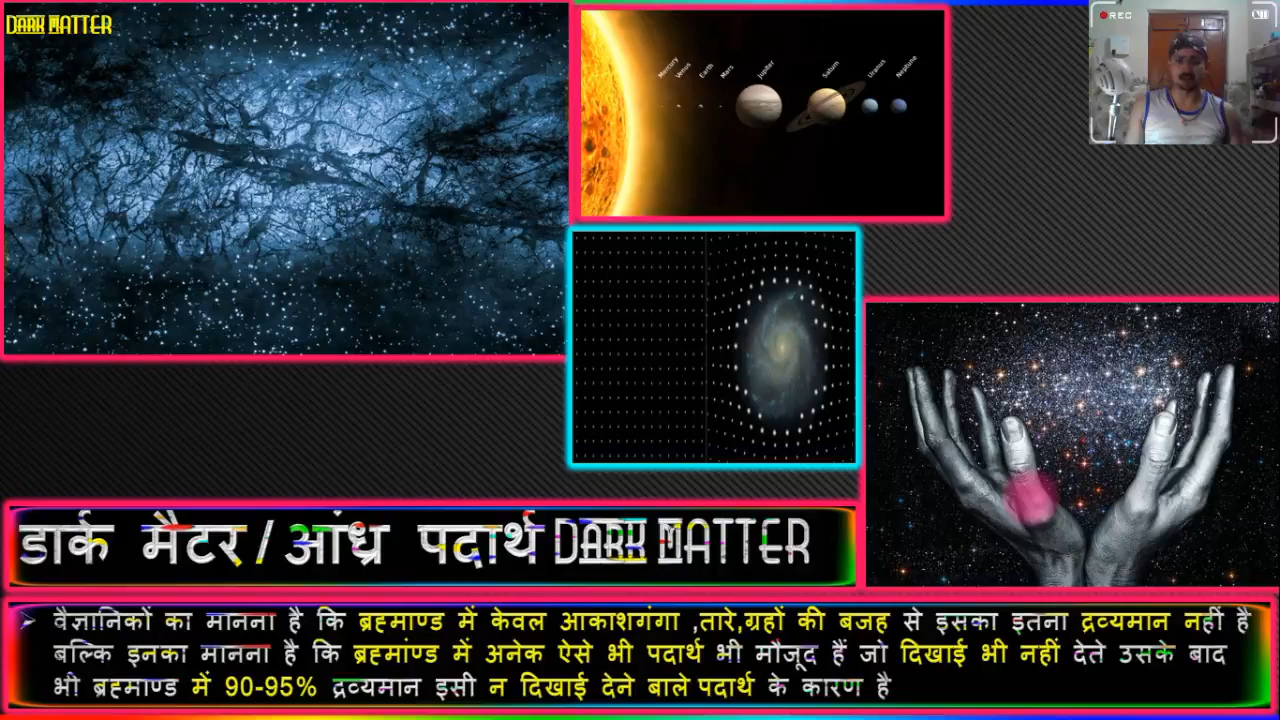 DARK MATTER
Mercury
Venus
Earth
Mars
Jupiter
Saturn
Uranus
Neptune
REC
डार्क मैटर / आंध्र पदार्थ DARK MATTER
➤ वैज्ञानिकों का मानना है कि ब्रह्माण्ड में केवल आकाशगंगा ,तारे,ग्रहों की बजह से इसका इतना द्रव्यमान नहीं है
बल्कि इनका मानना है कि ब्रह्मांण्ड में अनेक ऐसे भी पदार्थ भी मौजूद हैं जो दिखाई भी नहीं देते उसके बाद
भी ब्रह्माण्ड में 90-95% द्रव्यमान इसी न दिखाई देने बाले पदार्थ के कारण है